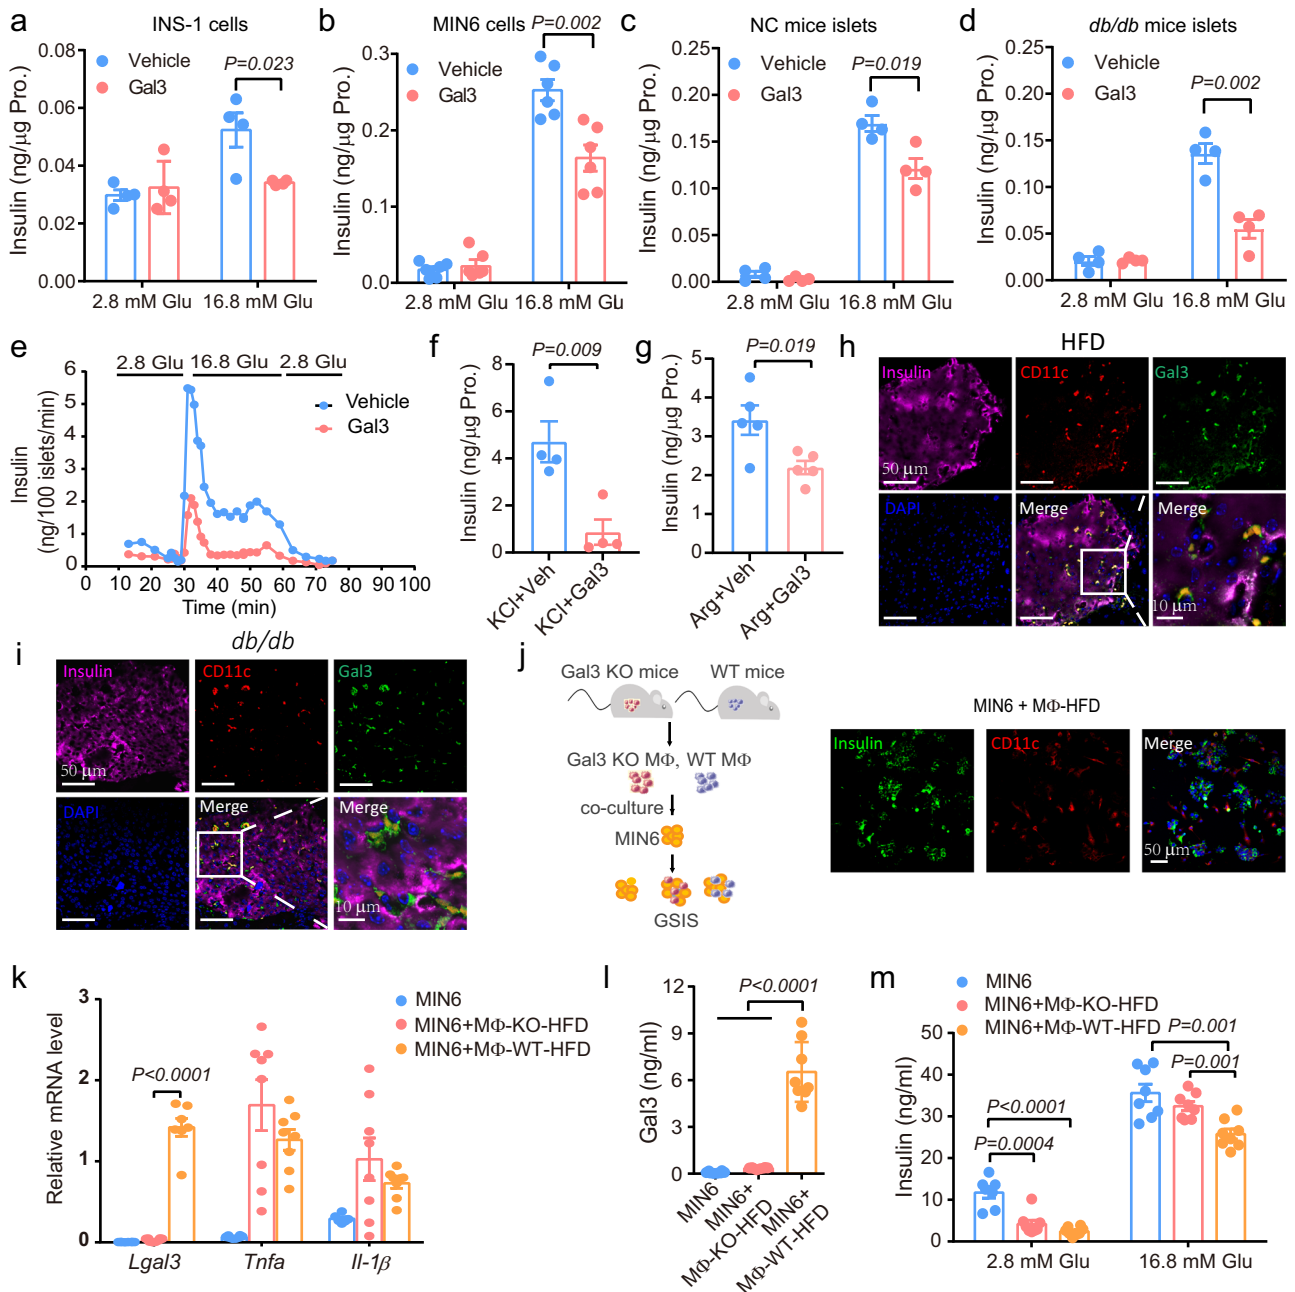 a
INS-1 cells
Insulin (ng/μg Pro.)
0.08
0.06
0.04
0.02
0.00
Vehicle
Gal3
P=0.023
2.8 mM Glu
16.8 mM Glu
b
MIN6 cells
P=0.002
Insulin (ng/μg Pro.)
0.3
0.2
0.1
0.0
Vehicle
Gal3
2.8 mM Glu
16.8 mM Glu
c
NC mice islets
Insulin (ng/μg Pro.)
0.25
0.20
0.15
0.10
0.05
0.00
Vehicle
Gal3
P=0.019
2.8 mM Glu
16.8 mM Glu
d
db/db mice islets
Insulin (ng/μg Pro.)
0.25
0.20
0.15
0.10
0.05
0.00
Vehicle
Gal3
P=0.002
2.8 mM Glu
16.8 mM Glu
e
2.8 Glu
16.8 Glu
2.8 Glu
Insulin
(ng/100 islets/min)
6
5
4
3
2
1
0
Vehicle
Gal3
0
10
20
30
40
50
60
70
80
90
100
Time (min)
f
P=0.009
Insulin (ng/μg Pro.)
8
6
4
2
0
KCl+Veh
KCl+Gal3
g
P=0.019
Insulin (ng/μg Pro.)
5
4
3
2
1
0
Arg+Veh
Arg+Gal3
h
HFD
Insulin
50 μm
CD11c
Gal3
DAPI
Merge
Merge
10 μm
i
db/db
Insulin
50 μm
CD11c
Gal3
DAPI
Merge
Merge
10 μm
j
Gal3 KO mice
WT mice
Gal3 KO MΦ, WT MΦ
co-culture
MIN6
GSIS
MIN6 + MΦ-HFD
Insulin
CD11c
Merge
50 μm
k
Relative mRNA level
3
2
1
0
MIN6
MIN6+MΦ-KO-HFD
MIN6+MΦ-WT-HFD
P<0.0001
Lgal3
Tnfa
Il-1β
l
Gal3 (ng/ml)
12
9
6
3
0
P<0.0001
MIN6
MIN6+
MΦ-KO-HFD
MIN6+
MΦ-WT-HFD
m
MIN6
MIN6+MΦ-KO-HFD
MIN6+MΦ-WT-HFD
Insulin (ng/ml)
50
40
30
20
10
0
P=0.001
P=0.001
P<0.0001
P=0.0004
2.8 mM Glu
16.8 mM Glu